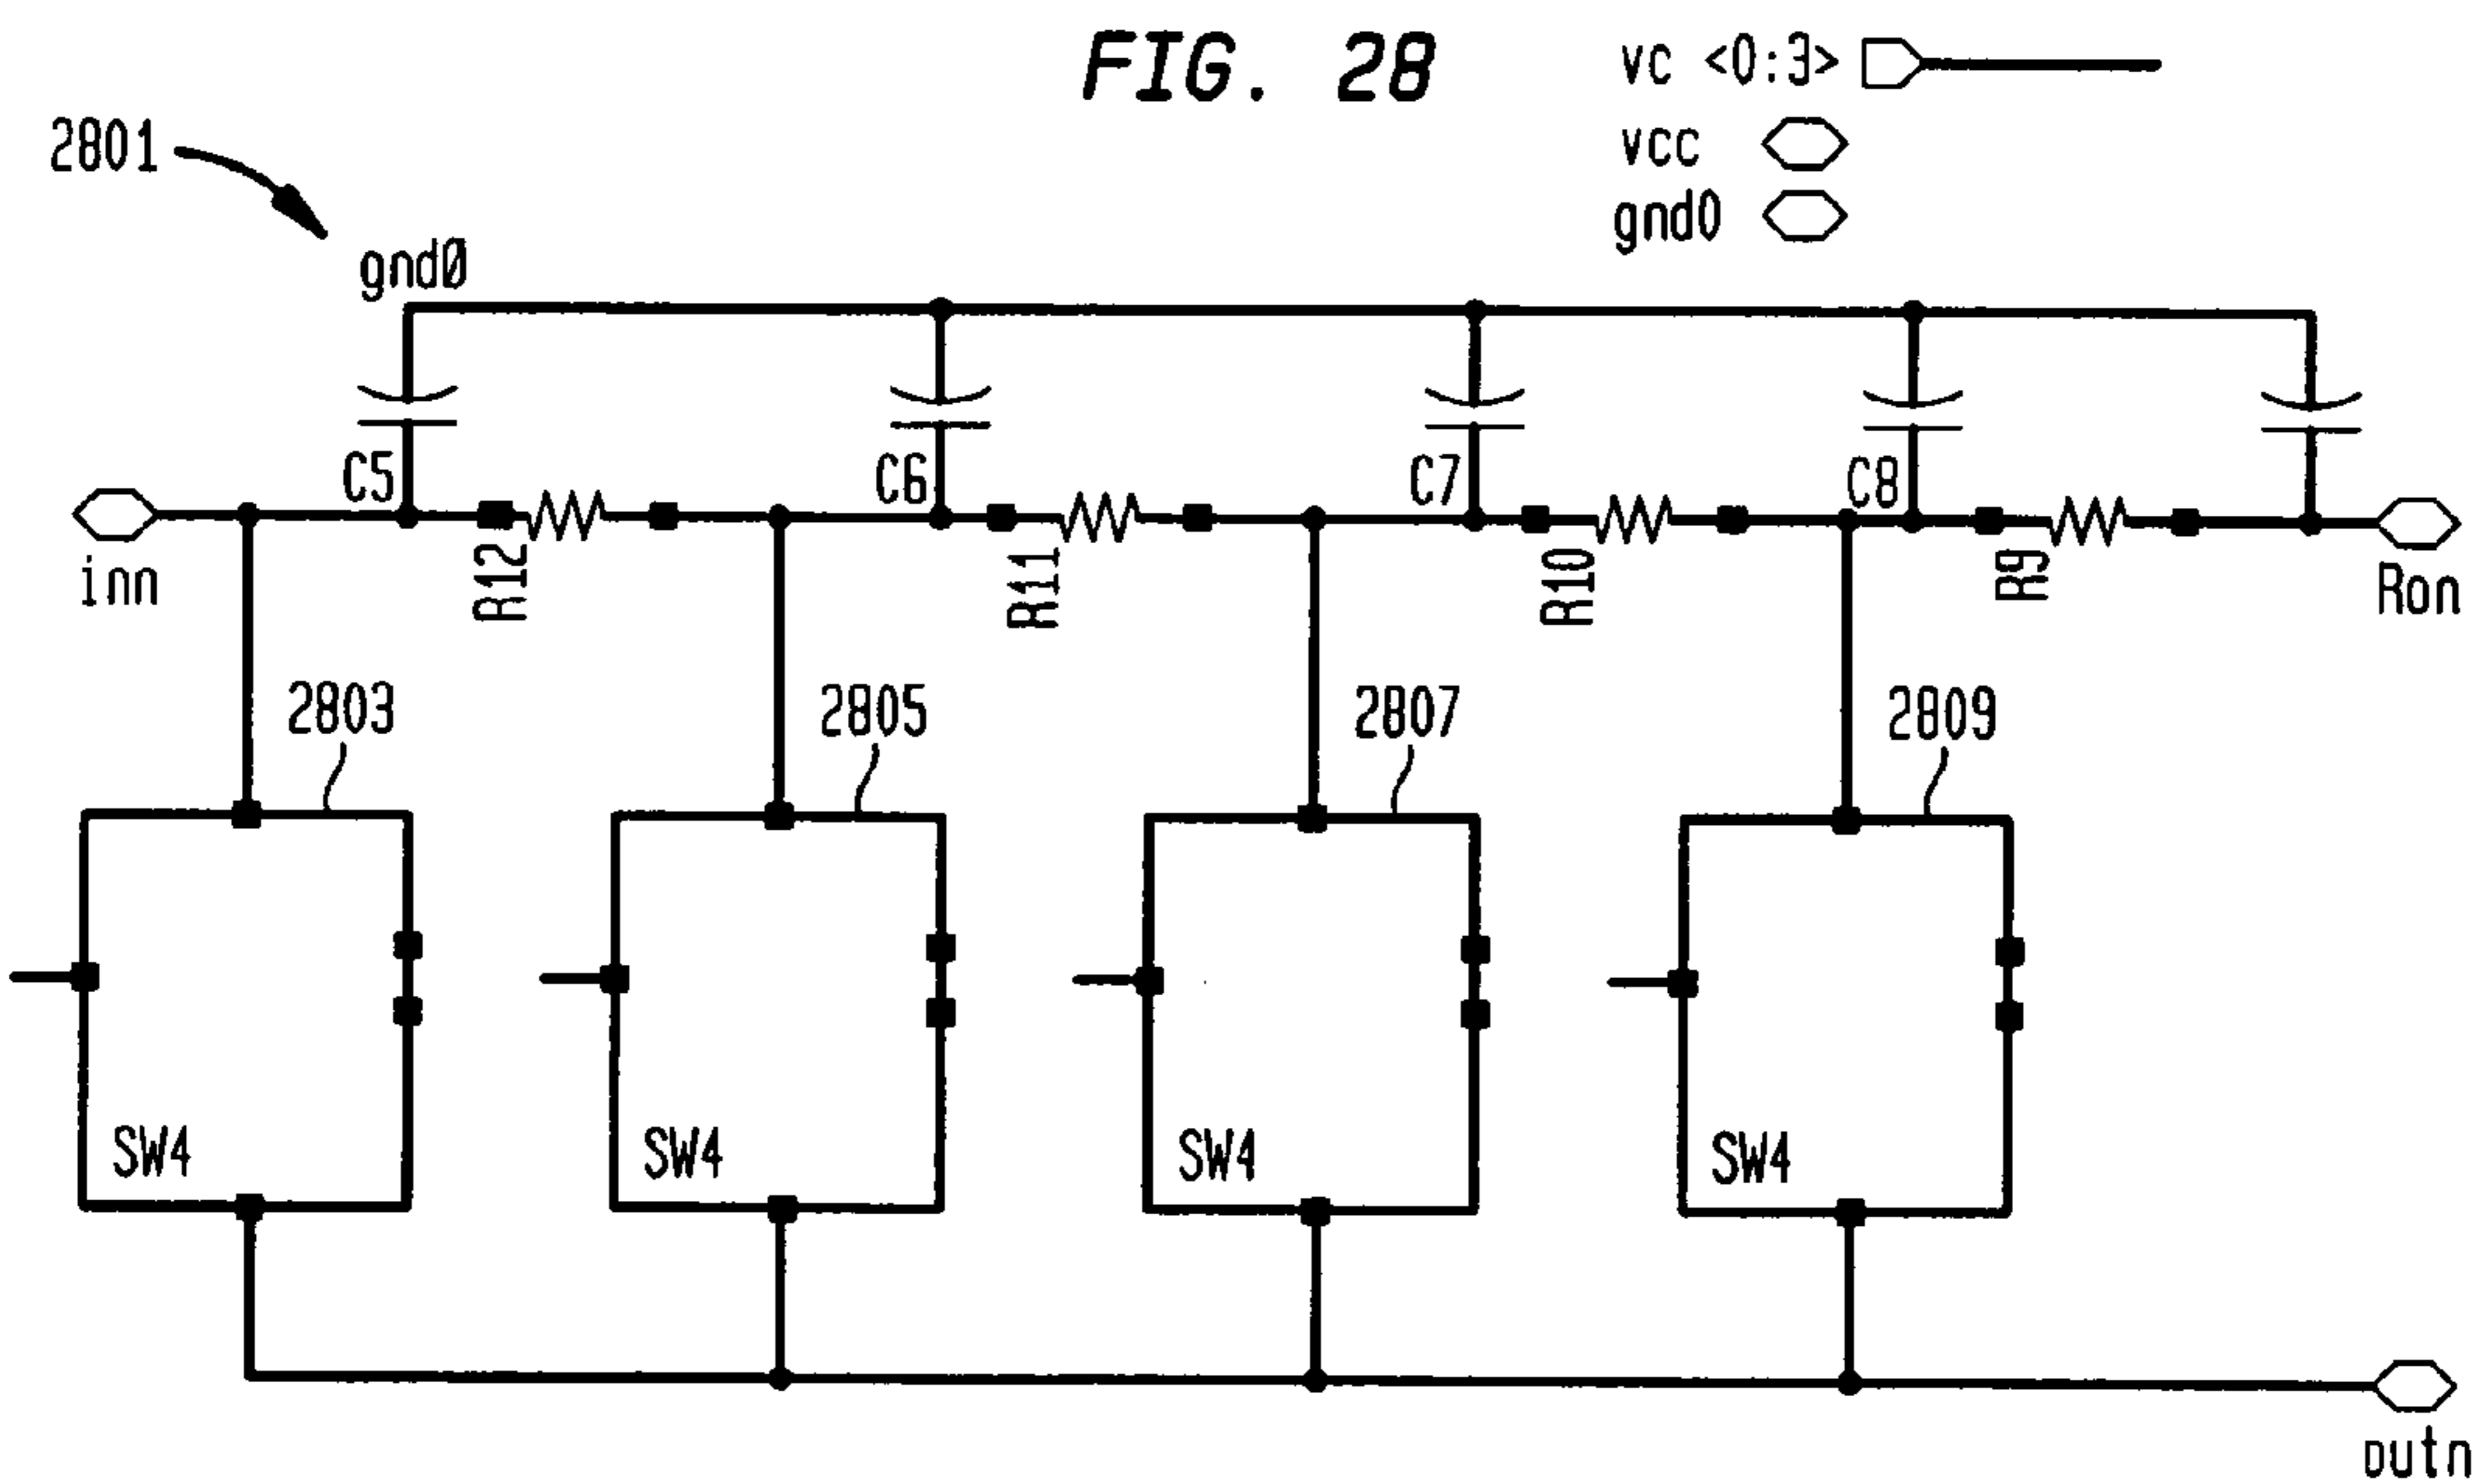 FIG. 28
vc <0:3>
vcc
gnd0
2801
gnd0
C5
C6
C7
C8
inn
R12
R11
R10
R9
Ron
2803
2805
2807
2809
SW4
SW4
SW4
SW4
outn